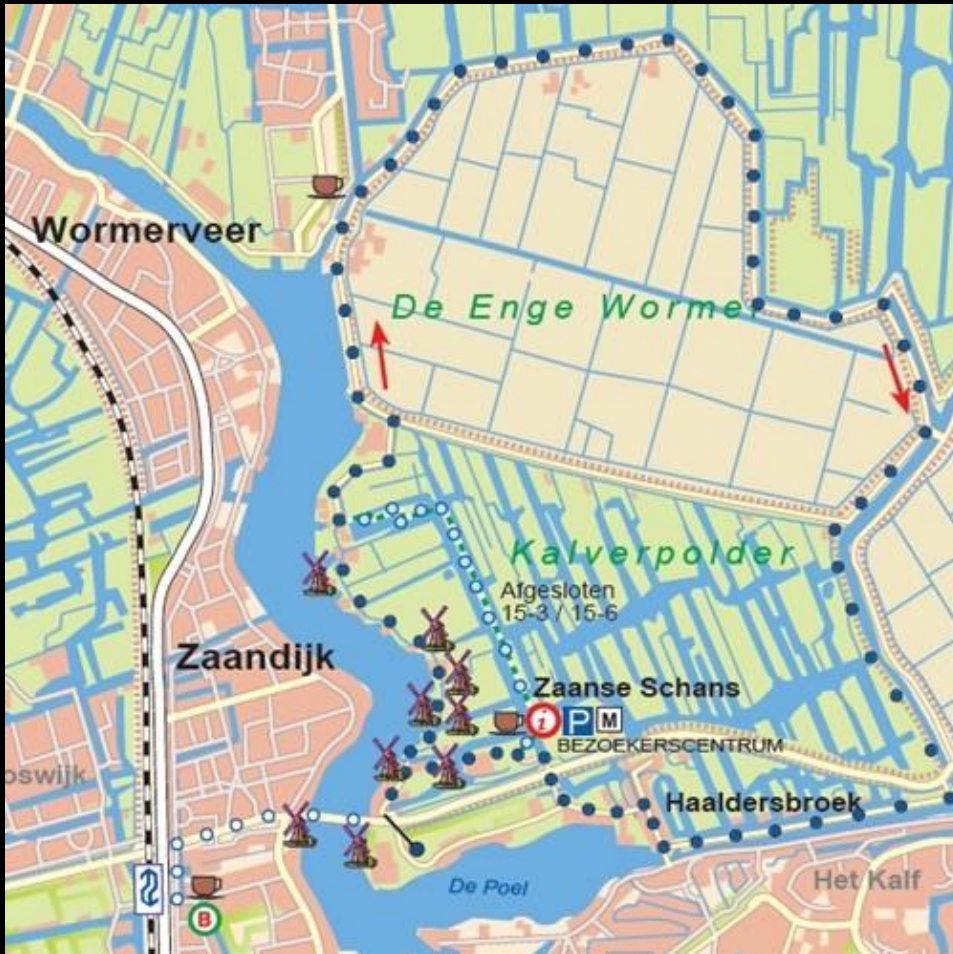 Wormerveer
De Enge Wormer
Kalverpolder
Afgesloten
15-3 / 15-6
Zaandijk
Zaanse Schans
i P M
BEZOEKERSCENTRUM
oswijk
Haaldersbroek
De Poel
Het Kalf
B